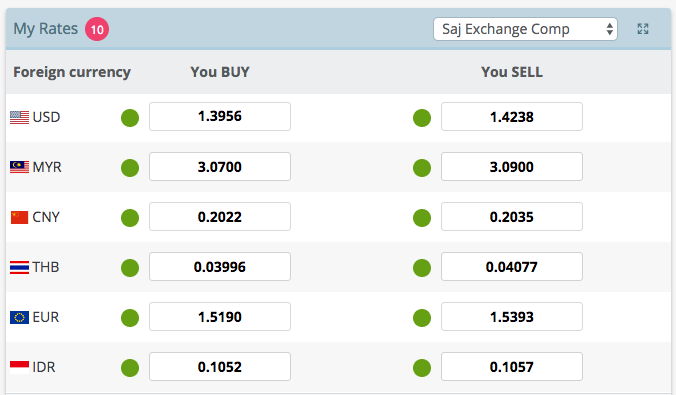 My Rates 10 Saj Exchange Comp
Foreign currency You BUY You SELL
USD 1.3956 1.4238
MYR 3.0700 3.0900
CNY 0.2022 0.2035
THB 0.03996 0.04077
EUR 1.5190 1.5393
IDR 0.1052 0.1057